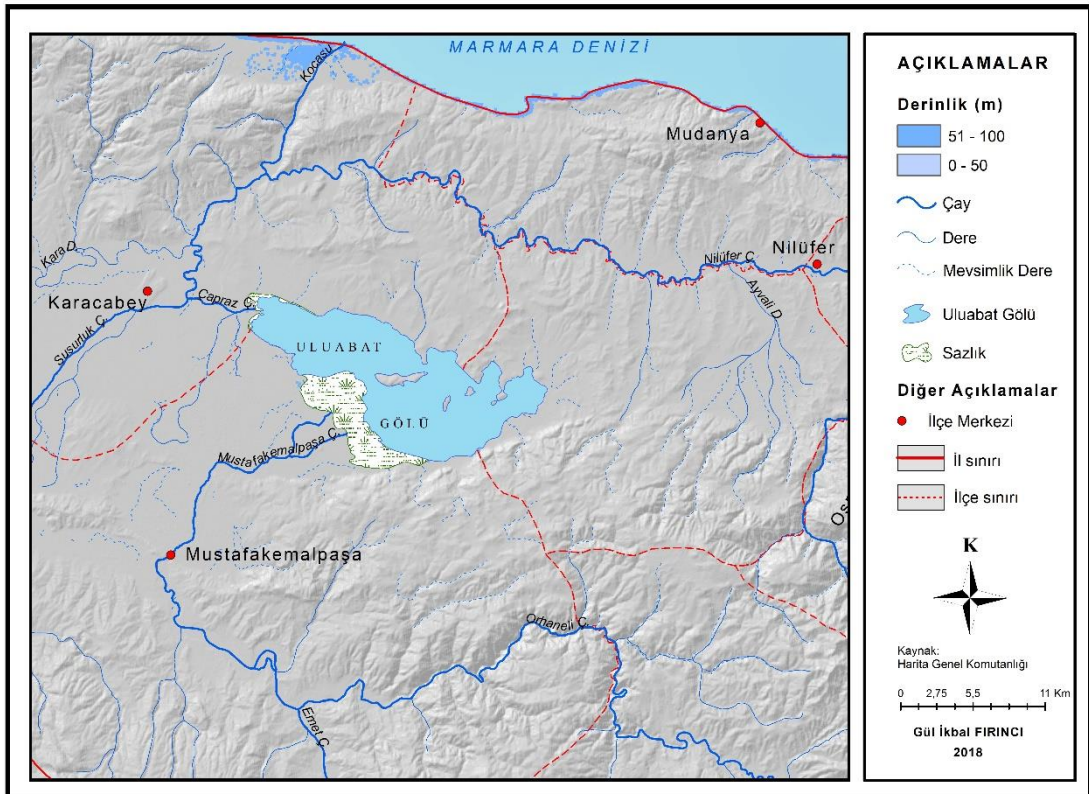 MARMARA DENİZİ
Kocasu
Mudanya
Kara D.
Nilüfer
Nilüfer Ç.
Ayvalı D.
Karacabey
Çapraz Ç.
Susurluk Ç.
ULUABAT
GÖLÜ
Mustafakemalpaşa Ç.
Mustafakemalpaşa
Orhaneli Ç.
Emet Ç.
AÇIKLAMALAR
Derinlik (m)
51 - 100
0 - 50
Çay
Dere
Mevsimlik Dere
Uluabat Gölü
Sazlık
Diğer Açıklamalar
İlçe Merkezi
İl sınırı
İlçe sınırı
K
Kaynak:
Harita Genel Komutanlığı
0 2,75 5,5 11 Km
Gül İkbal FIRINCI
2018